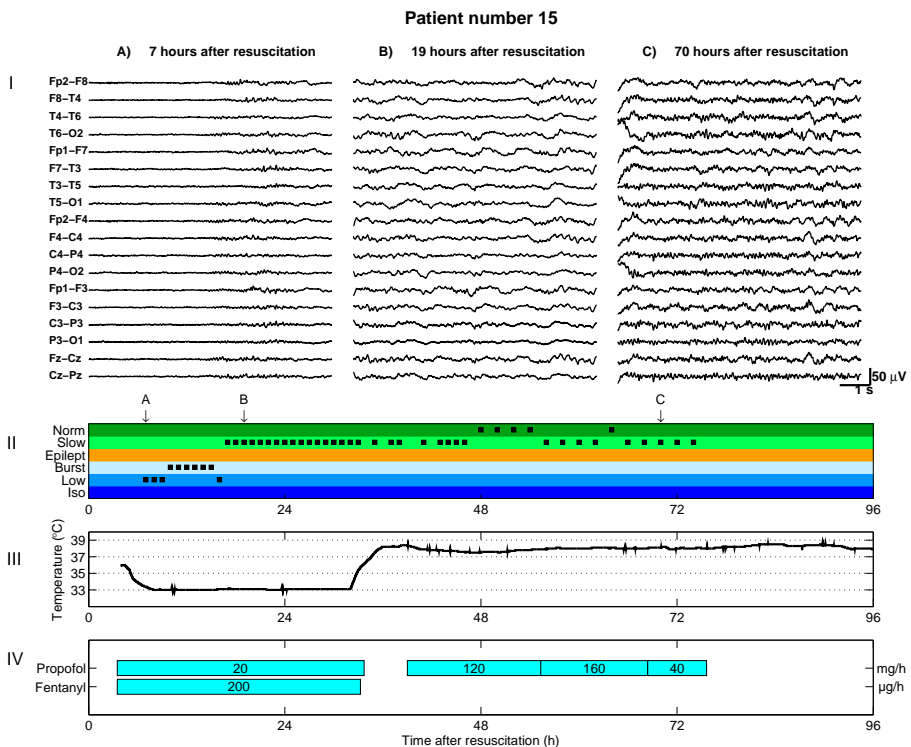 Patient number 15
A) 7 hours after resuscitation B) 19 hours after resuscitation C) 70 hours after resuscitation
I
Fp2–F8
F8–T4
T4–T6
T6–O2
Fp1–F7
F7–T3
T3–T5
T5–O1
Fp2–F4
F4–C4
C4–P4
P4–O2
Fp1–F3
F3–C3
C3–P3
P3–O1
Fz–Cz
Cz–Pz
50 μV
1 s
A B C
II
Norm
Slow
Epilept
Burst
Low
Iso
0 24 48 72 96
III
Temperature (°C)
39
37
35
33
0 24 48 72 96
IV
Propofol 20 120 160 40 mg/h
Fentanyl 200 μg/h
0 24 48 72 96
Time after resuscitation (h)